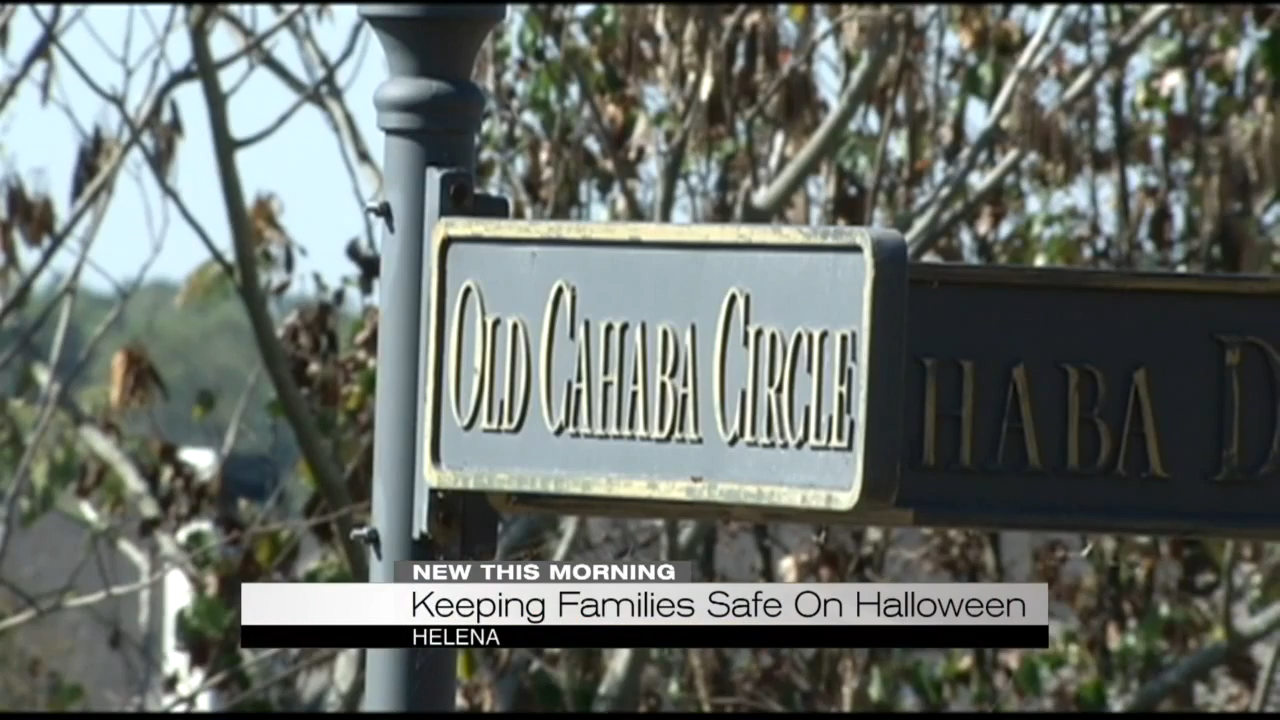 OLD CAHABA CIRCLE
HABA D
NEW THIS MORNING
Keeping Families Safe On Halloween
HELENA